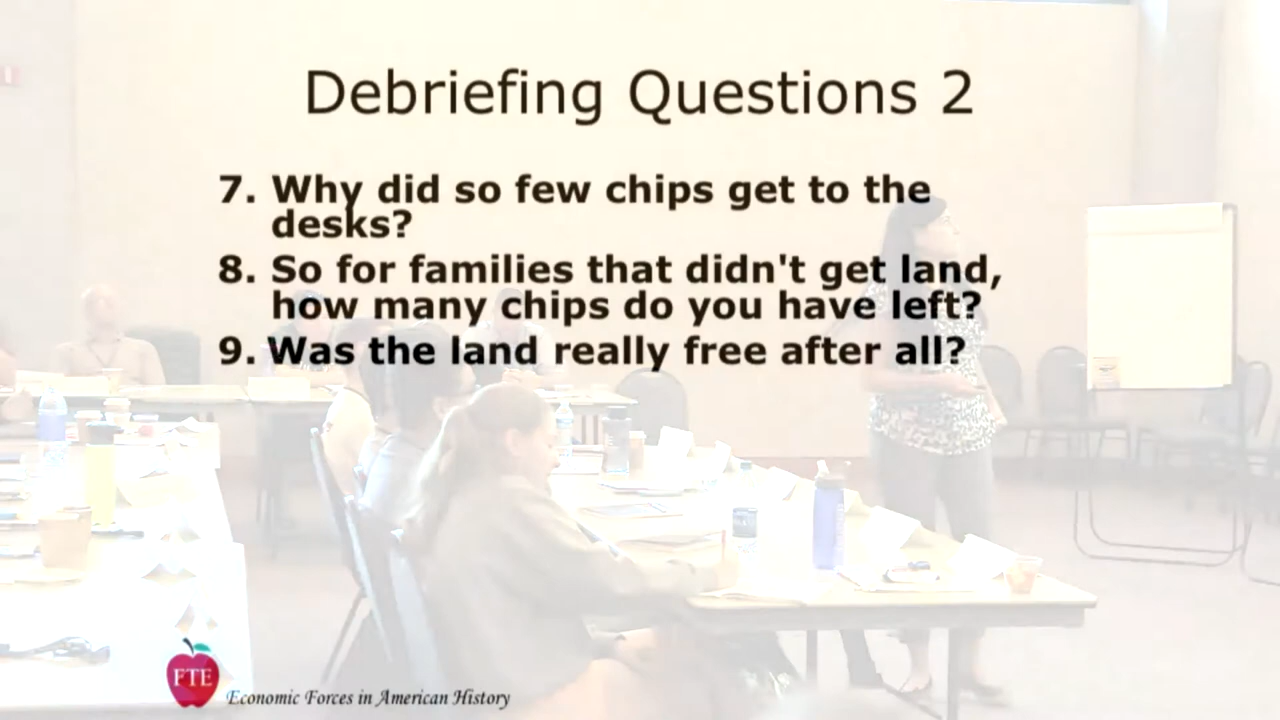 Debriefing Questions 2
7. Why did so few chips get to the
desks?
8. So for families that didn't get land,
how many chips do you have left?
9. Was the land really free after all?
FTE
Economic Forces in American History